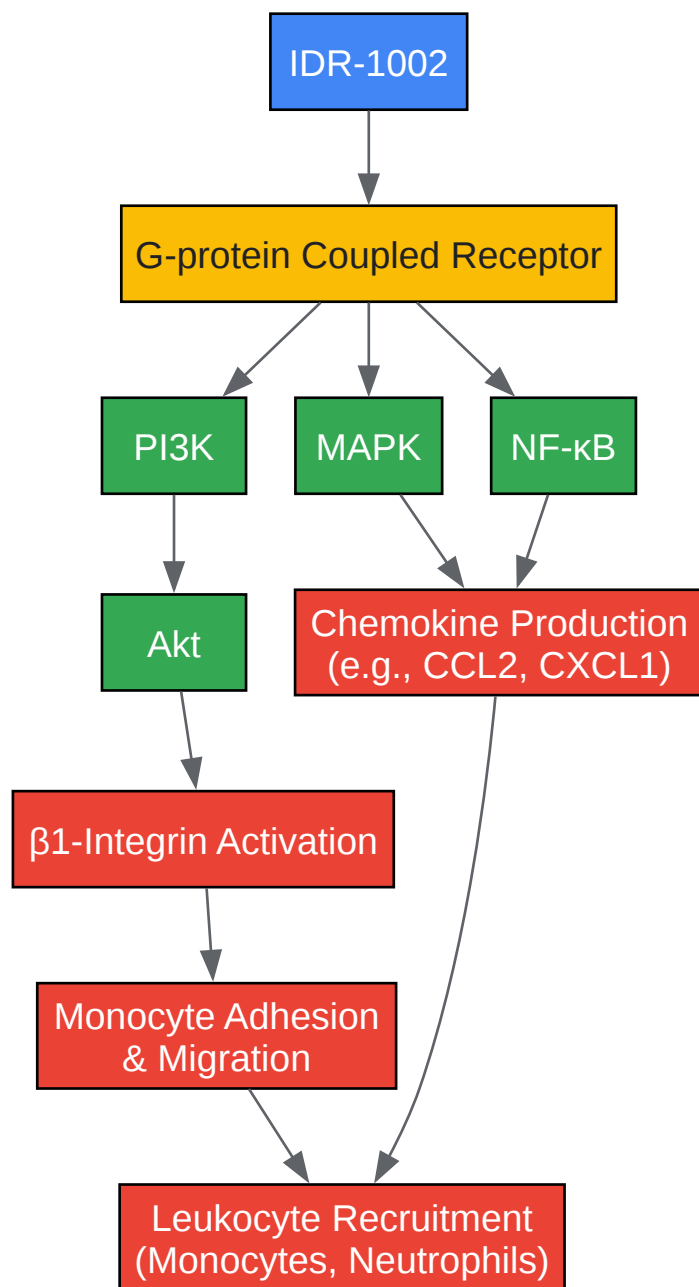 IDR-1002
G-protein Coupled Receptor
PI3K
MAPK
NF-κB
Akt
Chemokine Production
(e.g., CCL2, CXCL1)
β1-Integrin Activation
Monocyte Adhesion
& Migration
Leukocyte Recruitment
(Monocytes, Neutrophils)